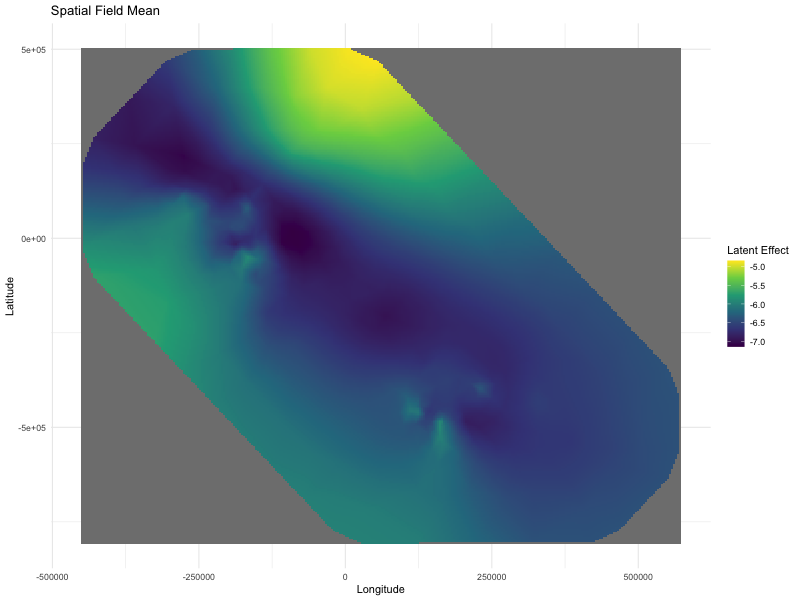 Spatial Field Mean
5e+05
0e+00
-5e+05
Latitude
-500000
-250000
0
250000
500000
Longitude
Latent Effect
-5.0
-5.5
-6.0
-6.5
-7.0